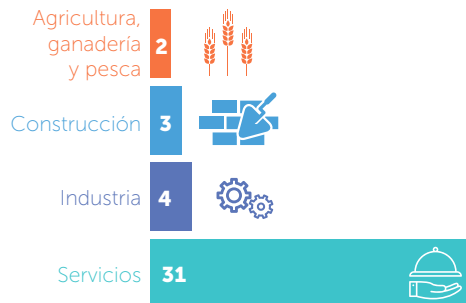 Agricultura,
ganadería
y pesca
2
Construcción 3
Industria 4
Servicios 31